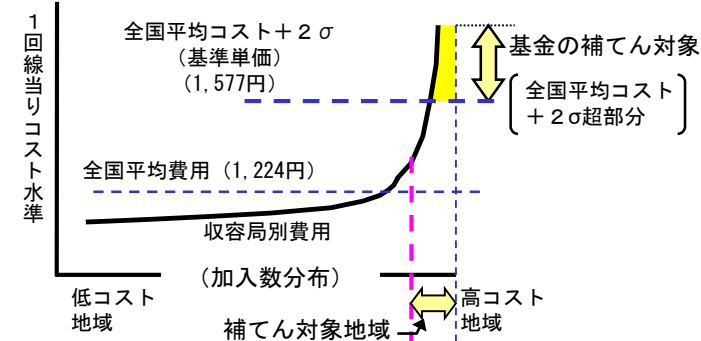 1回線当りコスト水準
全国平均コスト+2σ
(基準単価)
(1,577円)
基金の補てん対象
全国平均コスト
+2σ超部分
全国平均費用(1,224円)
収容局別費用
(加入数分布)
低コスト
地域
高コスト
地域
補てん対象地域